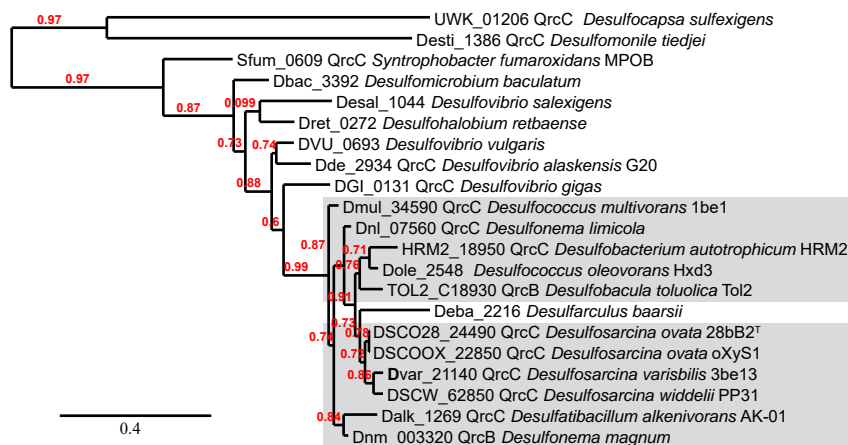 UWK_01206 QrcC Desulfocapsa sulfexigens
0.97
Desti_1386 QrcC Desulfomonile tiedjei
Sfum_0609 QrcC Syntrophobacter fumaroxidans MPOB
0.97
Dbac_3392 Desulfomicrobium baculatum
0.87
0.099
Desal_1044 Desulfovibrio salexigens
Dret_0272 Desulfohalobium retbaense
0.73
0.74
DVU_0693 Desulfovibrio vulgaris
Dde_2934 QrcC Desulfovibrio alaskensis G20
0.88
DGI_0131 QrcC Desulfovibrio gigas
Dmul_34590 QrcC Desulfococcus multivorans 1be1
0.6
Dnl_07560 QrcC Desulfonema limicola
0.87
0.71
HRM2_18950 QrcC Desulfobacterium autotrophicum HRM2
0.99
0.76
Dole_2548 Desulfococcus oleovorans Hxd3
TOL2_C18930 QrcB Desulfobacula toluolica Tol2
0.91
Deba_2216 Desulfarculus baarsii
0.73
0.74
0.78
DSCO28_24490 QrcC Desulfosarcina ovata 28bB2ᵀ
0.72
DSCOOX_22850 QrcC Desulfosarcina ovata oXyS1
0.86
Dvar_21140 QrcC Desulfosarcina varisbilis 3be13
DSCW_62850 QrcC Desulfosarcina widdelii PP31
0.84
Dalk_1269 QrcC Desulfatibacillum alkenivorans AK-01
Dnm_003320 QrcB Desulfonema magnum
0.4